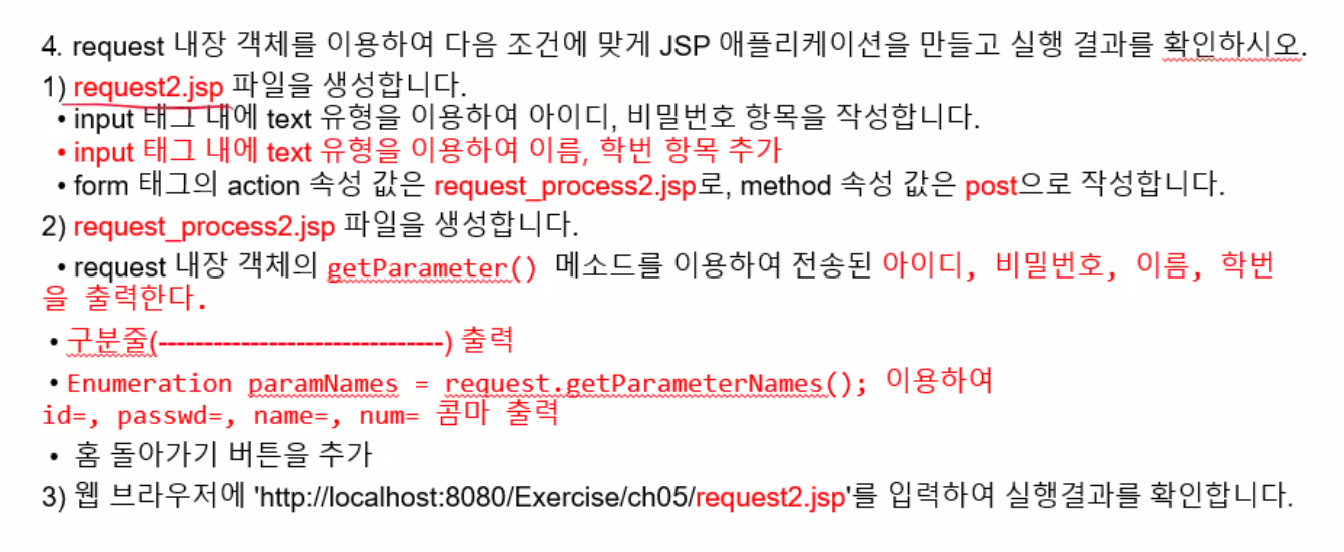 4. request 내장 객체를 이용하여 다음 조건에 맞게 JSP 애플리케이션을 만들고 실행 결과를 확인하시오.
1) request2.jsp 파일을 생성합니다.
• input 태그 내에 text 유형을 이용하여 아이디, 비밀번호 항목을 작성합니다.
• input 태그 내에 text 유형을 이용하여 이름, 학번 항목 추가
• form 태그의 action 속성 값은 request_process2.jsp로, method 속성 값은 post으로 작성합니다.
2) request_process2.jsp 파일을 생성합니다.
• request 내장 객체의 getParameter() 메소드를 이용하여 전송된 아이디, 비밀번호, 이름, 학번
을 출력한다.
• 구분줄(-------------------------------) 출력
• Enumeration paramNames = request.getParameterNames(); 이용하여
id=, passwd=, name=, num= 콤마 출력
• 홈 돌아가기 버튼을 추가
3) 웹 브라우저에 'http://localhost:8080/Exercise/ch05/request2.jsp'를 입력하여 실행결과를 확인합니다.